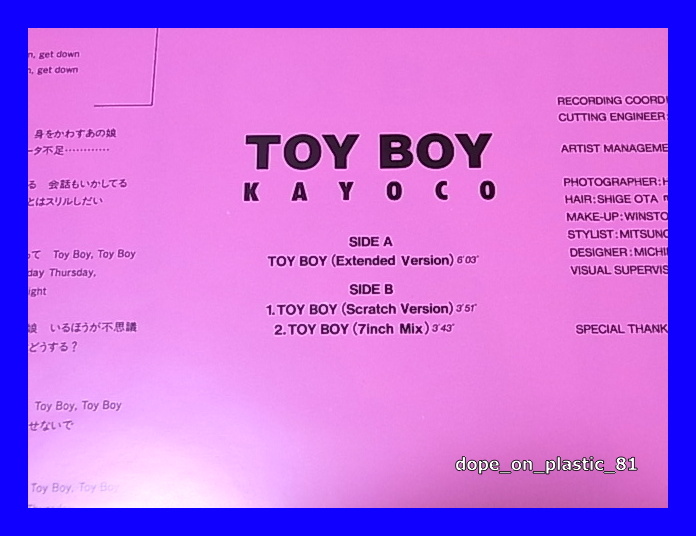 n, get down
n, get down
身をかわすあの娘
ータ不足…………
る 会話もいかしてる
とはスリルしだい
って Toy Boy, Toy Boy
day Thursday,
ight
娘 いるほうが不思議
どうする？
Toy Boy, Toy Boy
せないで
Toy Boy, Toy Boy
TOY BOY
KAYOCO
SIDE A
TOY BOY (Extended Version) 6'03"
SIDE B
1. TOY BOY (Scratch Version) 3'51"
2. TOY BOY (7inch Mix) 3'43"
RECORDING COORDI
CUTTING ENGINEER:
ARTIST MANAGEME
PHOTOGRAPHER:H
HAIR:SHIGE OTA
MAKE-UP:WINSTO
STYLIST:MITSUNO
DESIGNER:MICHI
VISUAL SUPERVIS
SPECIAL THANK
dope_on_plastic_81